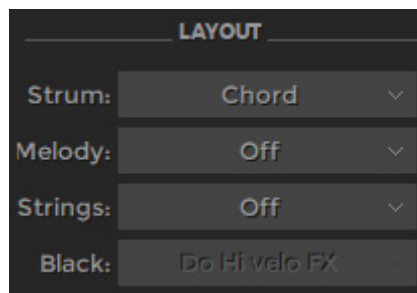 LAYOUT
Strum: Chord
Melody: Off
Strings: Off
Black: Do Hi velo FX